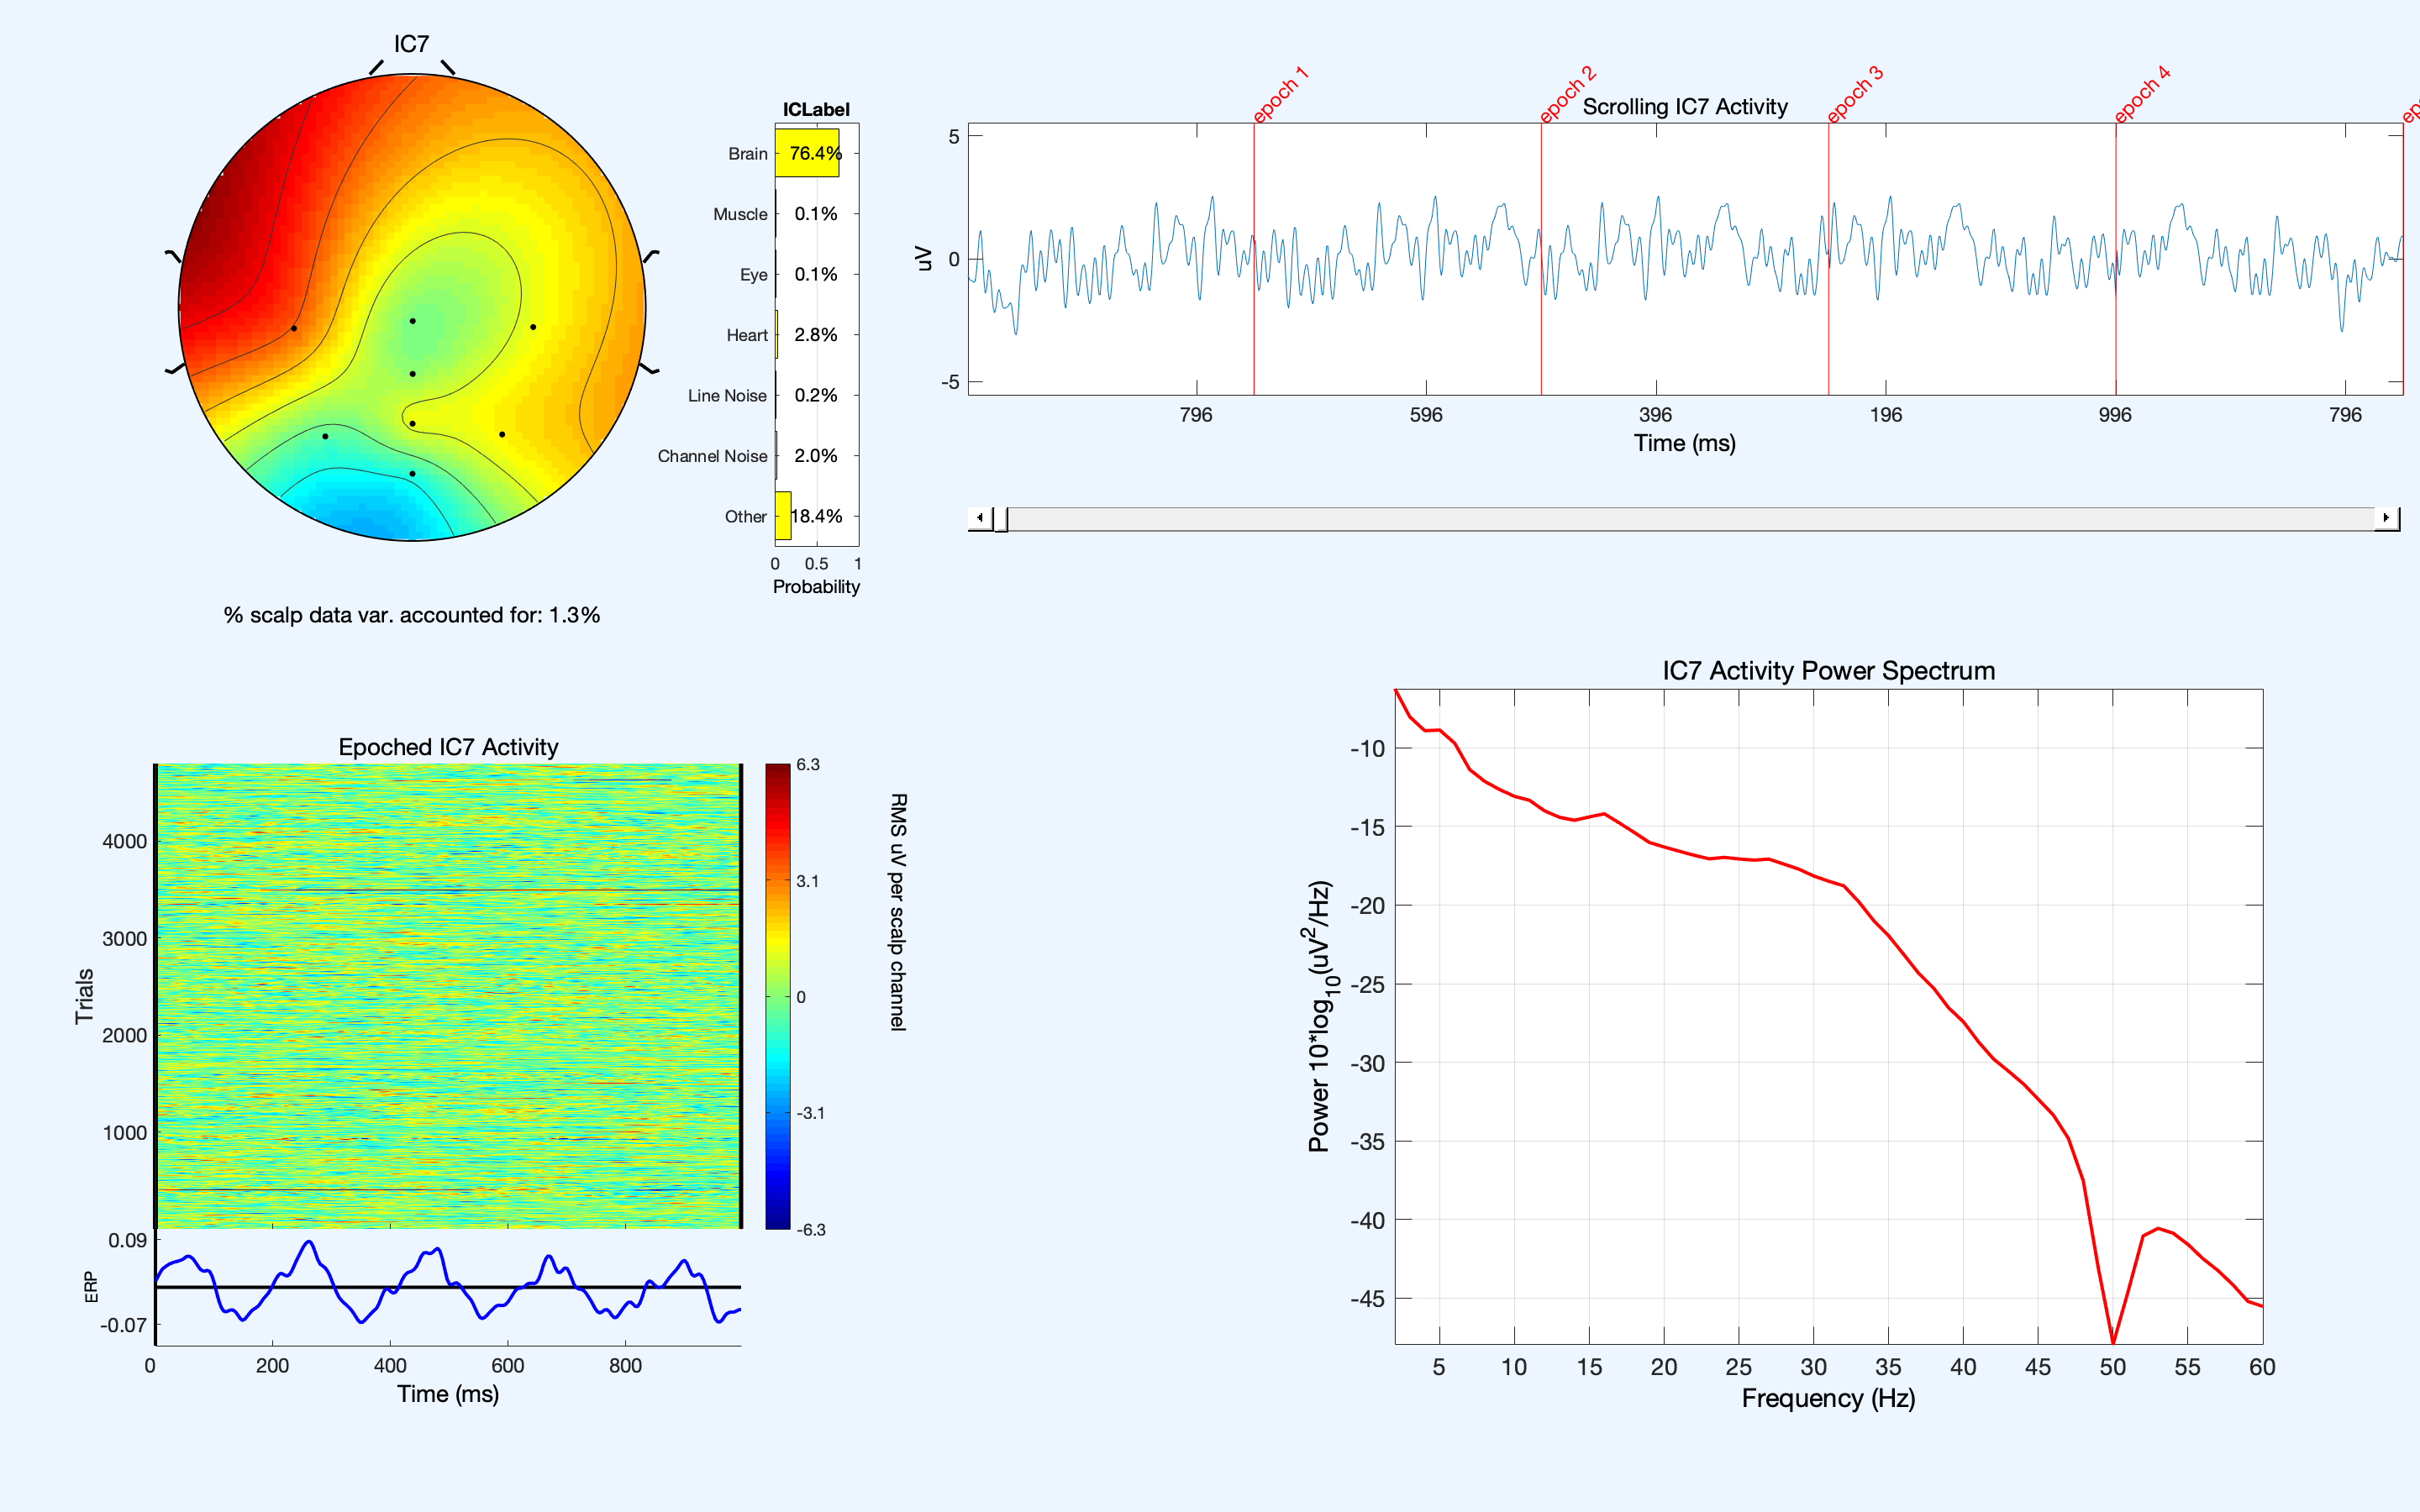 IC7
ICLabel
Brain 76.4%
Muscle 0.1%
Eye 0.1%
Heart 2.8%
Line Noise 0.2%
Channel Noise 2.0%
Other 18.4%
0 0.5 1
Probability
% scalp data var. accounted for: 1.3%
epoch 1 epoch 2 epoch 3 epoch 4
Scrolling IC7 Activity
5
0
-5
uV
796 596 396 196 996 796
Time (ms)
Epoched IC7 Activity
4000
3000
2000
1000
Trials
6.3
3.1
0
-3.1
-6.3
RMS uV per scalp channel
0.09
-0.07
ERP
0 200 400 600 800
Time (ms)
IC7 Activity Power Spectrum
-10
-15
-20
-25
-30
-35
-40
-45
Power 10*log10(uV2/Hz)
5 10 15 20 25 30 35 40 45 50 55 60
Frequency (Hz)